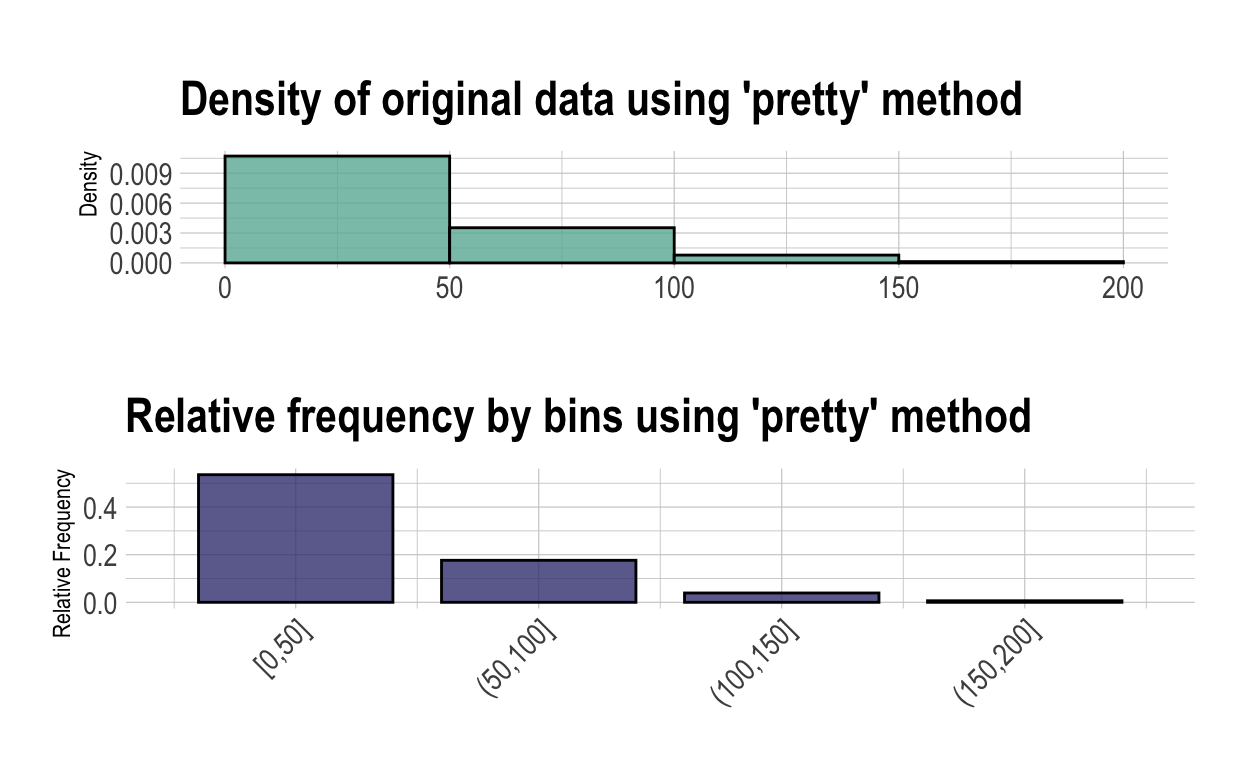 Density of original data using 'pretty' method
Density
0.009
0.006
0.003
0.000
0 50 100 150 200
Relative frequency by bins using 'pretty' method
Relative Frequency
0.4
0.2
0.0
[0,50] (50,100] (100,150] (150,200]